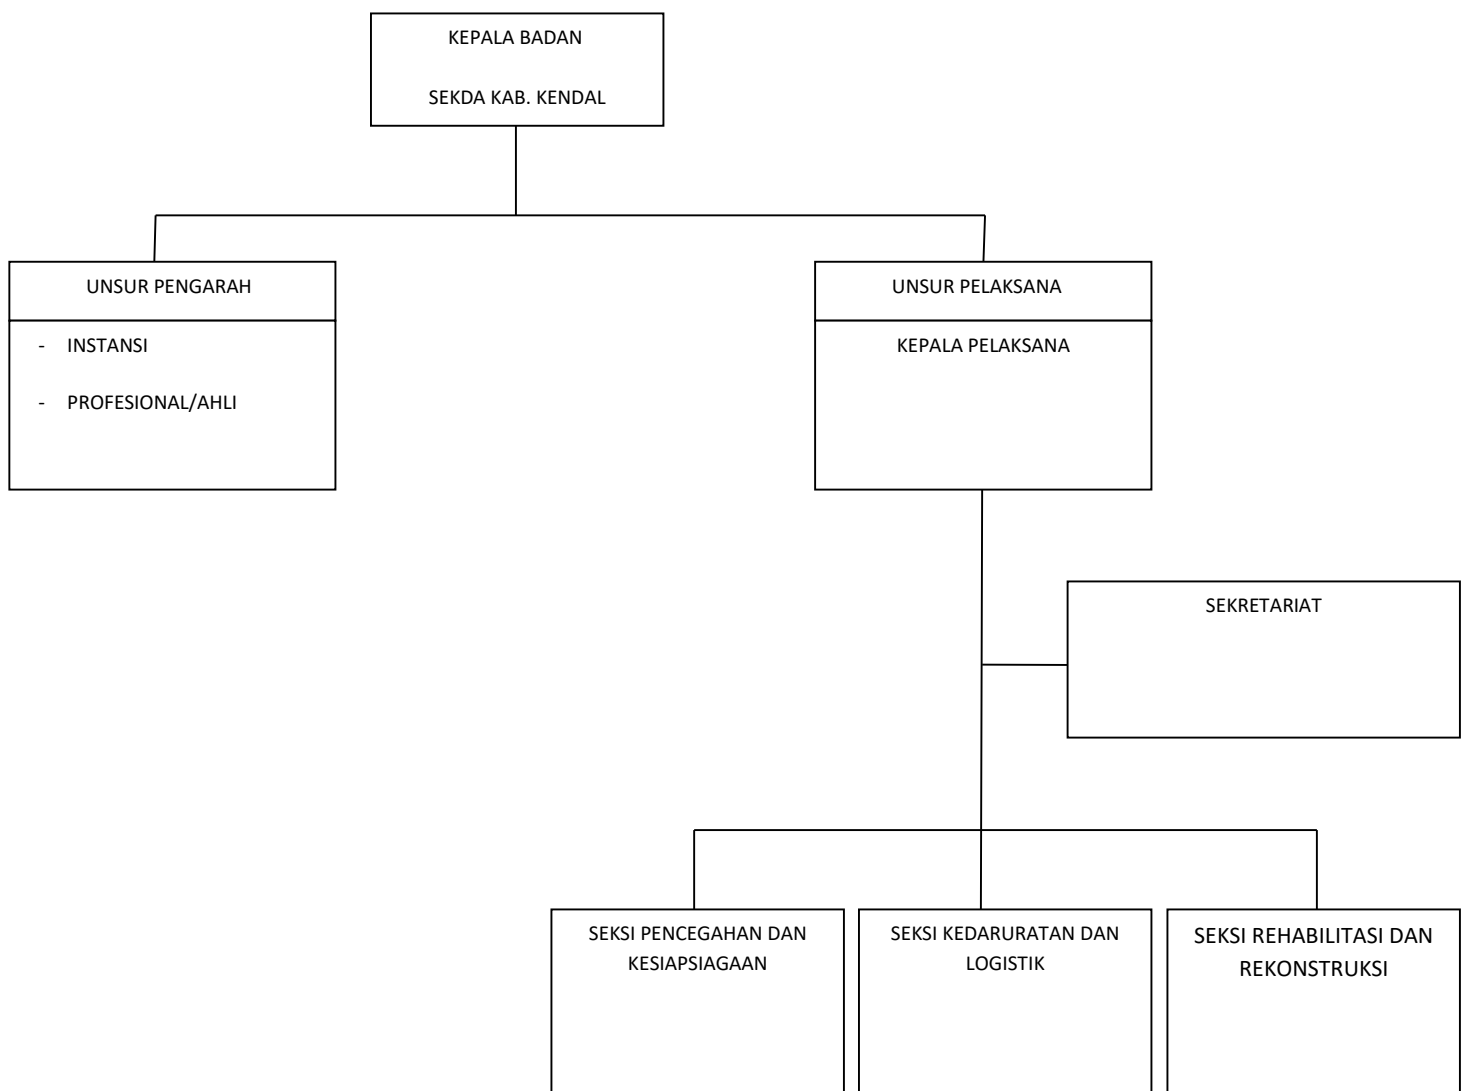 KEPALA BADAN
SEKDA KAB. KENDAL
UNSUR PENGARAH
- INSTANSI
- PROFESIONAL/AHLI
UNSUR PELAKSANA
KEPALA PELAKSANA
SEKRETARIAT
SEKSI PENCEGAHAN DAN
KESIAPSIAGAAN
SEKSI KEDARURATAN DAN
LOGISTIK
SEKSI REHABILITASI DAN
REKONSTRUKSI